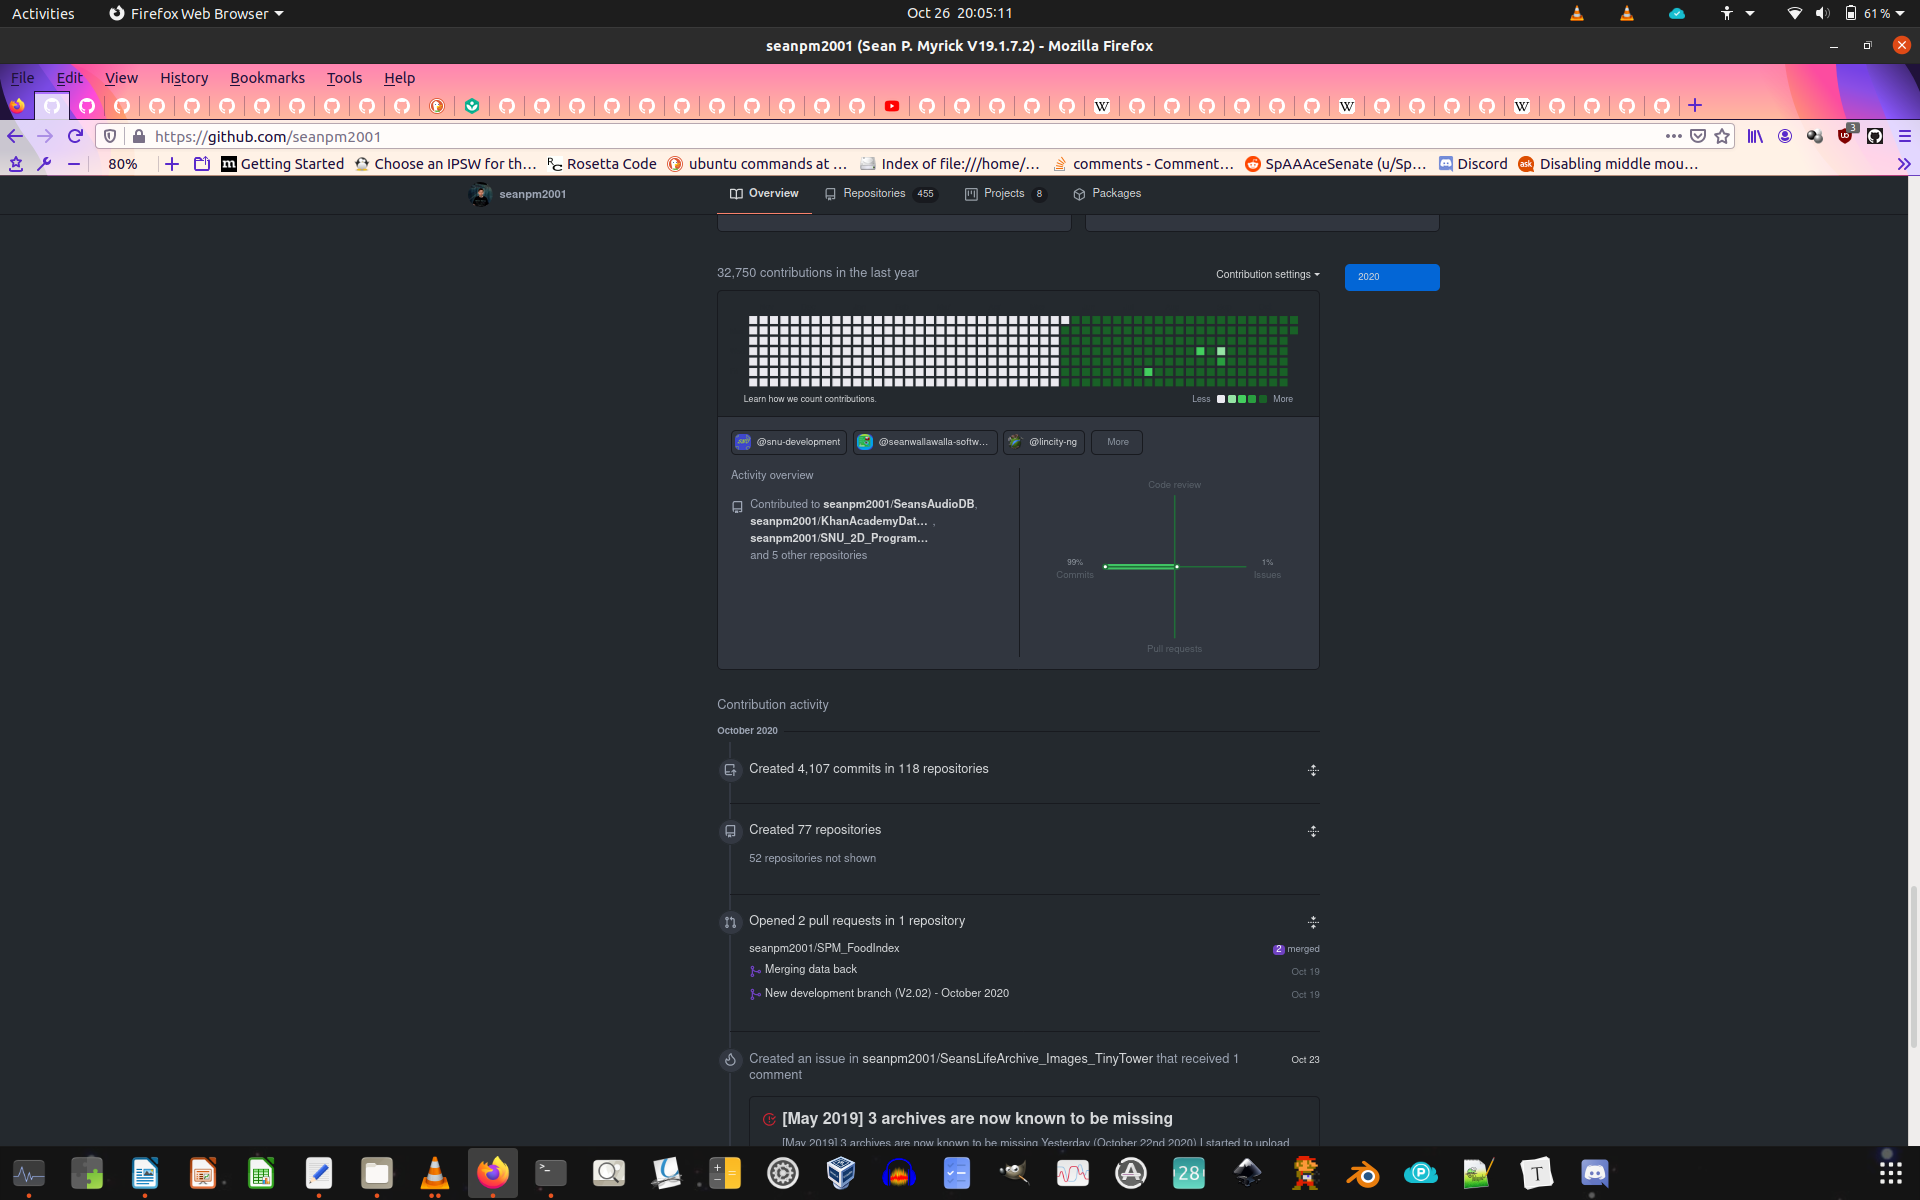 Activities
Firefox Web Browser
Oct 26 20:05:11
61 %
seanpm2001 (Sean P. Myrick V19.1.7.2) - Mozilla Firefox
File Edit View History Bookmarks Tools Help
https://github.com/seanpm2001
3
80%
Getting Started
Choose an IPSW for th…
Rosetta Code
ubuntu commands at …
Index of file:///home/…
comments - Comment…
SpAAAceSenate (u/Sp…
Discord
Disabling middle mou…
seanpm2001
Overview
Repositories 455
Projects 8
Packages
32,750 contributions in the last year
Contribution settings
2020
Learn how we count contributions.
Less
More
@snu-development
@seanwallawalla-softw…
@lincity-ng
More
Activity overview
Contributed to seanpm2001/SeansAudioDB,
seanpm2001/KhanAcademyDat… ,
seanpm2001/SNU_2D_Program…
and 5 other repositories
Code review
99%
Commits
1%
Issues
Pull requests
Contribution activity
October 2020
Created 4,107 commits in 118 repositories
Created 77 repositories
52 repositories not shown
Opened 2 pull requests in 1 repository
seanpm2001/SPM_FoodIndex
2 merged
Merging data back
Oct 19
New development branch (V2.02) - October 2020
Oct 19
Created an issue in seanpm2001/SeansLifeArchive_Images_TinyTower that received 1
comment
Oct 23
[May 2019] 3 archives are now known to be missing
[May 2019] 3 archives are now known to be missing Yesterday (October 22nd 2020) I started to upload
28